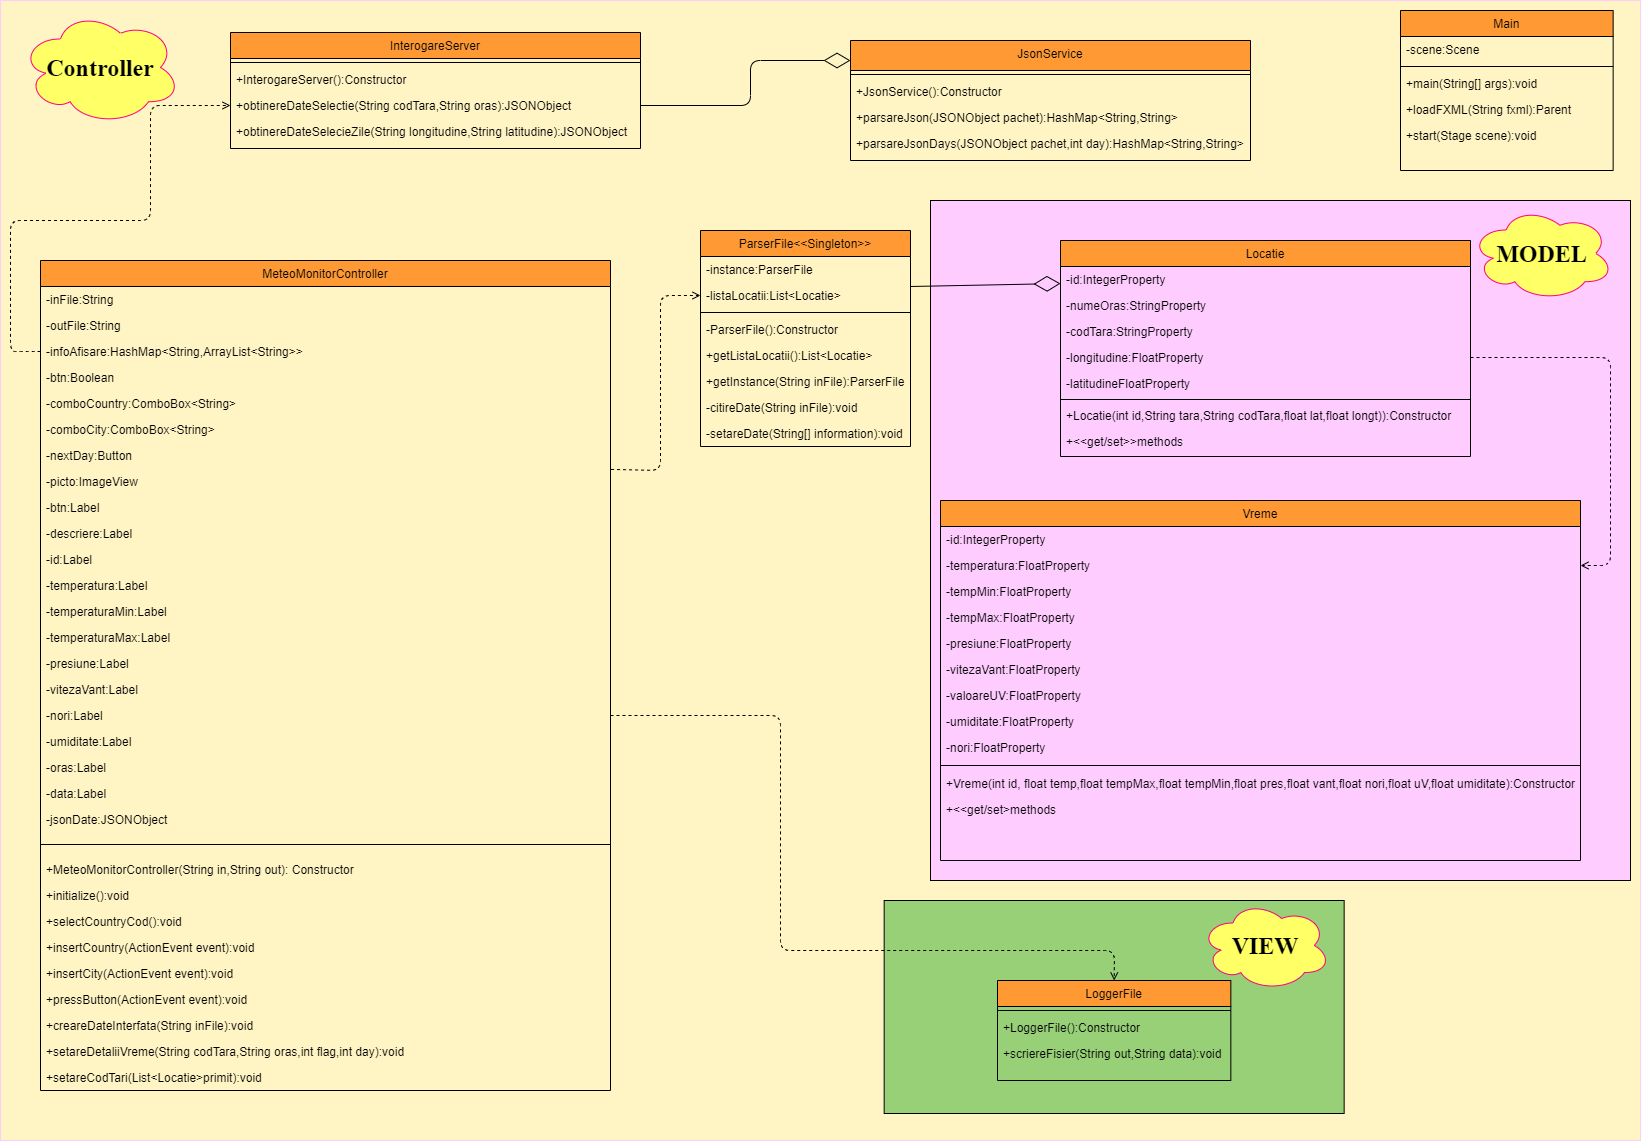 Controller
InterogareServer
+InterogareServer():Constructor
+obtinereDateSelectie(String codTara,String oras):JSONObject
+obtinereDateSelecieZile(String longitudine,String latitudine):JSONObject
JsonService
+JsonService():Constructor
+parsareJson(JSONObject pachet):HashMap<String,String>
+parsareJsonDays(JSONObject pachet,int day):HashMap<String,String>
Main
-scene:Scene
+main(String[] args):void
+loadFXML(String fxml):Parent
+start(Stage scene):void
MeteoMonitorController
-inFile:String
-outFile:String
-infoAfisare:HashMap<String,ArrayList<String>>
-btn:Boolean
-comboCountry:ComboBox<String>
-comboCity:ComboBox<String>
-nextDay:Button
-picto:ImageView
-btn:Label
-descriere:Label
-id:Label
-temperatura:Label
-temperaturaMin:Label
-temperaturaMax:Label
-presiune:Label
-vitezaVant:Label
-nori:Label
-umiditate:Label
-oras:Label
-data:Label
-jsonDate:JSONObject
+MeteoMonitorController(String in,String out): Constructor
+initialize():void
+selectCountryCod():void
+insertCountry(ActionEvent event):void
+insertCity(ActionEvent event):void
+pressButton(ActionEvent event):void
+creareDateInterfata(String inFile):void
+setareDetaliiVreme(String codTara,String oras,int flag,int day):void
+setareCodTari(List<Locatie>primit):void
ParserFile<<Singleton>>
-instance:ParserFile
-listaLocatii:List<Locatie>
-ParserFile():Constructor
+getListaLocatii():List<Locatie>
+getInstance(String inFile):ParserFile
-citireDate(String inFile):void
-setareDate(String[] information):void
MODEL
Locatie
-id:IntegerProperty
-numeOras:StringProperty
-codTara:StringProperty
-longitudine:FloatProperty
-latitudineFloatProperty
+Locatie(int id,String tara,String codTara,float lat,float longt)):Constructor
+<<get/set>>methods
Vreme
-id:IntegerProperty
-temperatura:FloatProperty
-tempMin:FloatProperty
-tempMax:FloatProperty
-presiune:FloatProperty
-vitezaVant:FloatProperty
-valoareUV:FloatProperty
-umiditate:FloatProperty
-nori:FloatProperty
+Vreme(int id, float temp,float tempMax,float tempMin,float pres,float vant,float nori,float uV,float umiditate):Constructor
+<<get/set>methods
VIEW
LoggerFile
+LoggerFile():Constructor
+scriereFisier(String out,String data):void